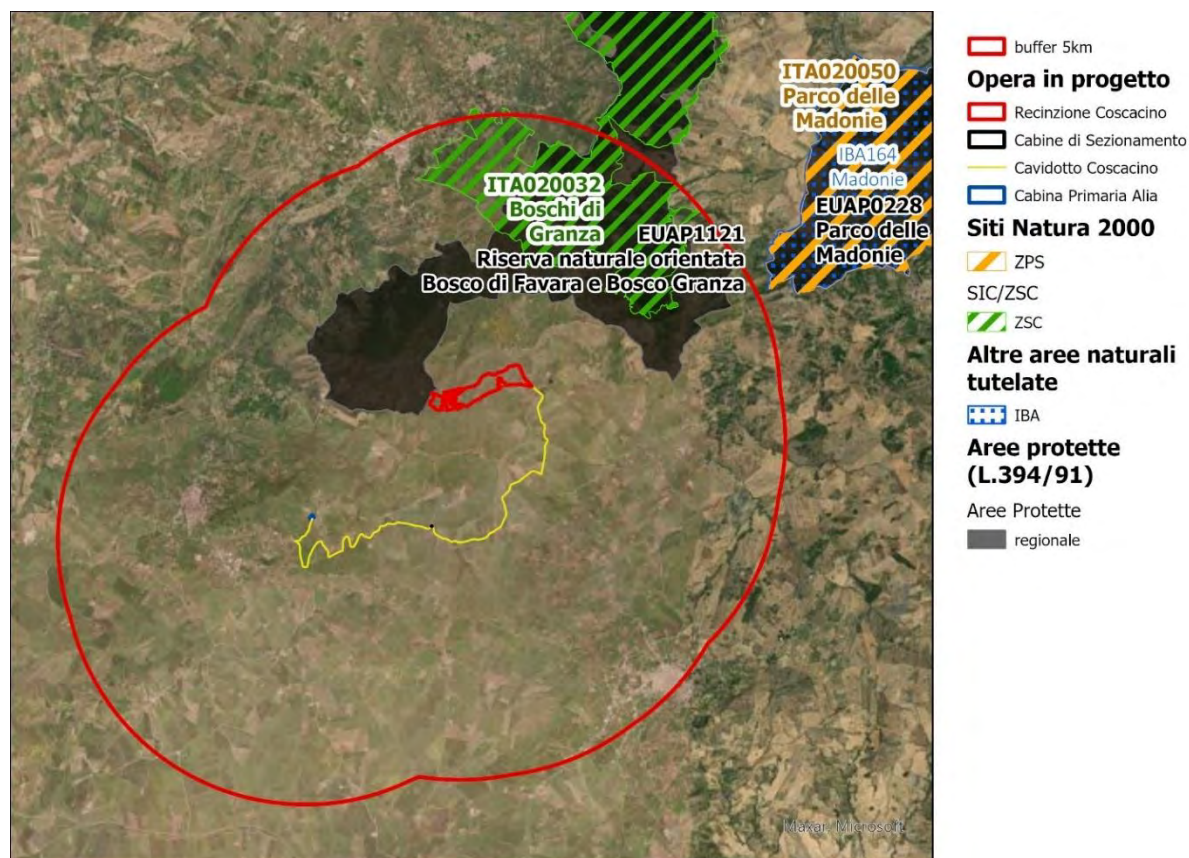 ITA020050
Parco delle
Madonie
IBA164
Madonie
EUAP0228
Parco delle
Madonie
ITA020032
Boschi di
Granza
EUAP1121
Riserva naturale orientata
Bosco di Favara e Bosco Granza
Maxar, Microsoft
buffer 5km
Opera in progetto
Recinzione Coscacino
Cabine di Sezionamento
Cavidotto Coscacino
Cabina Primaria Alia
Siti Natura 2000
ZPS
SIC/ZSC
ZSC
Altre aree naturali
tutelate
IBA
Aree protette
(L.394/91)
Aree Protette
regionale